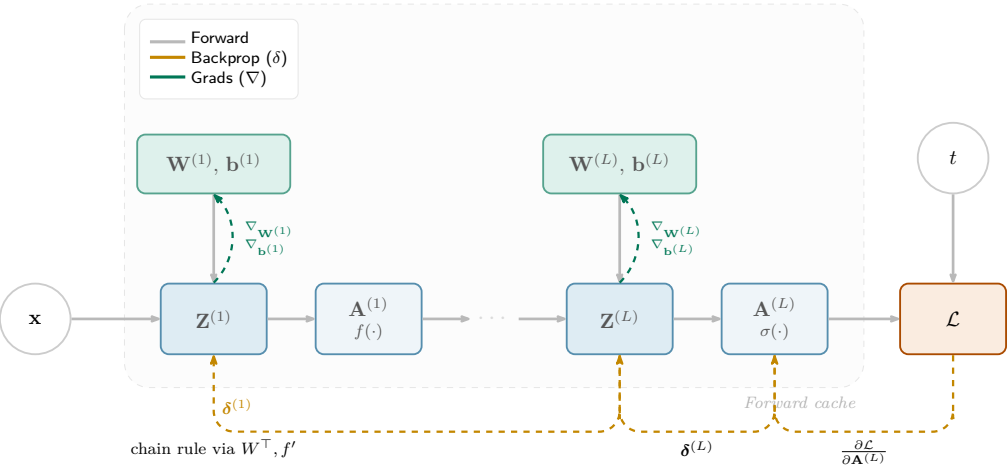 Forward
Backprop (δ)
Grads (∇)
W⁽¹⁾, b⁽¹⁾
W⁽ᴸ⁾, b⁽ᴸ⁾
t
∇_W⁽¹⁾
∇_b⁽¹⁾
∇_W⁽ᴸ⁾
∇_b⁽ᴸ⁾
x
Z⁽¹⁾
A⁽¹⁾
f(·)
···
Z⁽ᴸ⁾
A⁽ᴸ⁾
σ(·)
ℒ
Forward cache
δ⁽¹⁾
chain rule via W⊤, f′
δ⁽ᴸ⁾
∂ℒ/∂A⁽ᴸ⁾